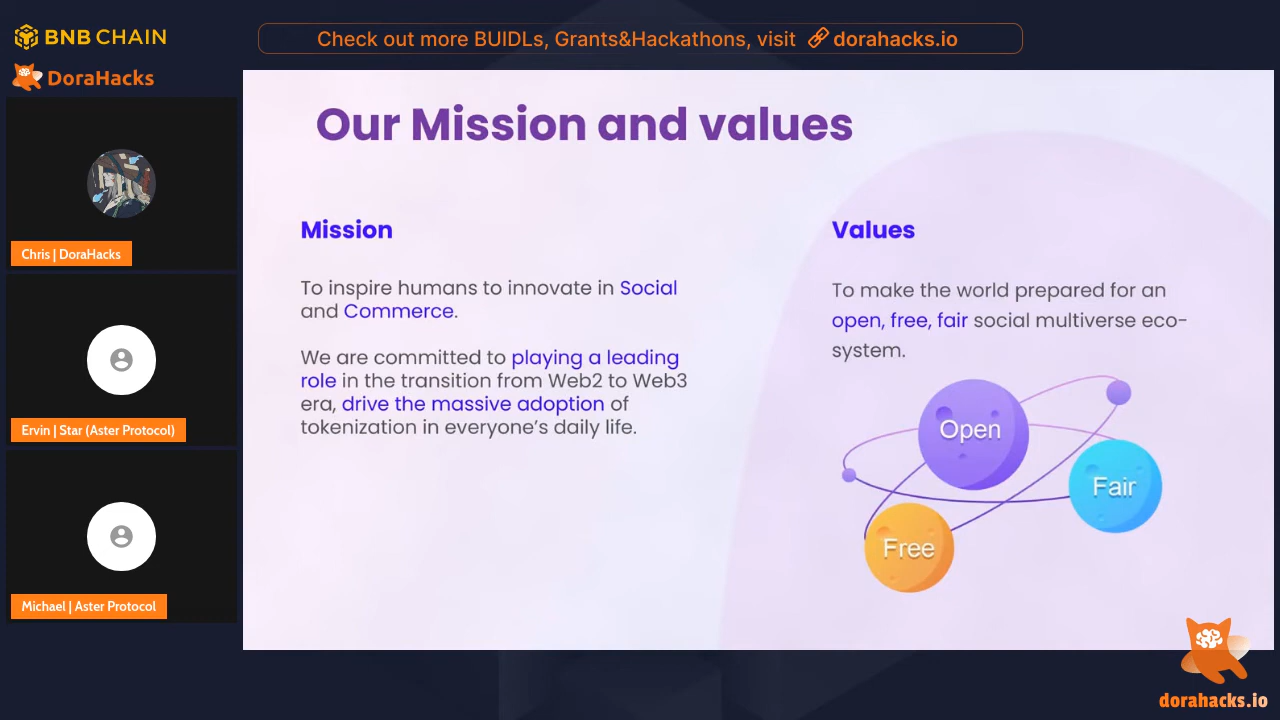 BNB CHAIN
DoraHacks
Check out more BUIDLs, Grants&Hackathons, visit dorahacks.io
Chris | DoraHacks
Ervin | Star (Aster Protocol)
Michael | Aster Protocol
Our Mission and values
Mission
To inspire humans to innovate in Social
and Commerce.
We are committed to playing a leading
role in the transition from Web2 to Web3
era, drive the massive adoption of
tokenization in everyone’s daily life.
Values
To make the world prepared for an
open, free, fair social multiverse eco-
system.
Open
Fair
Free
dorahacks.io